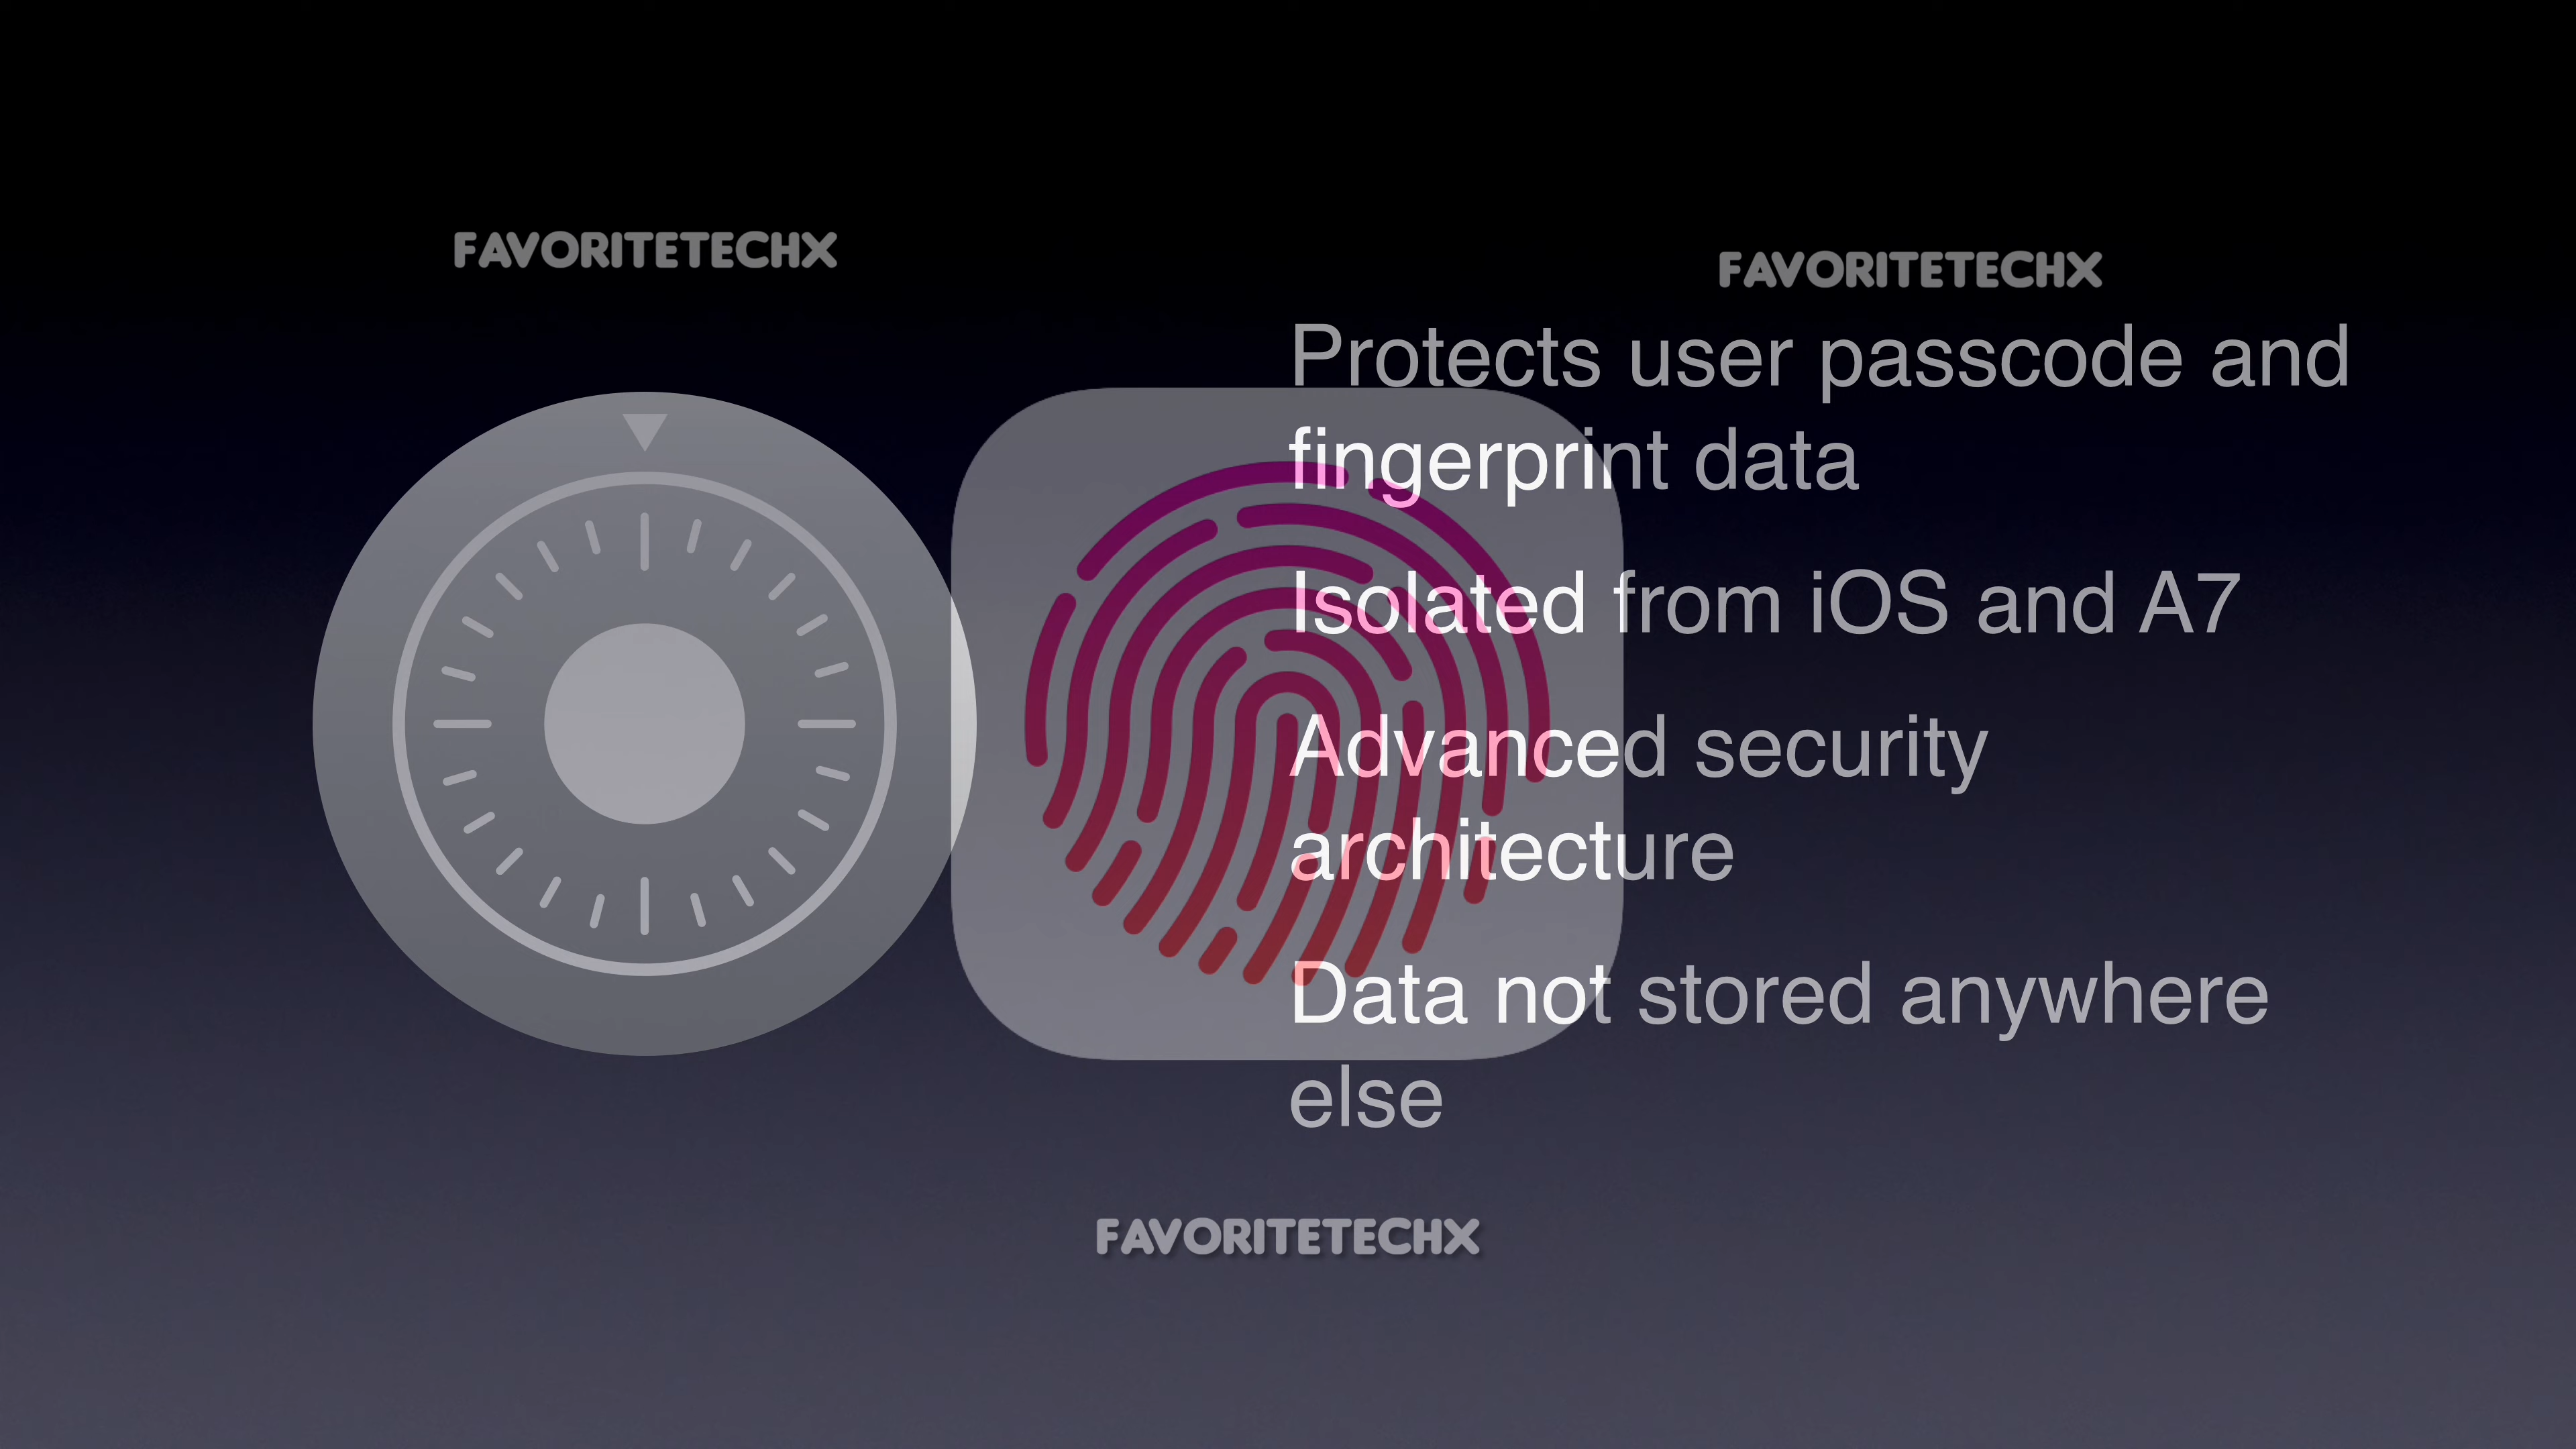 FAVORITETECHX
FAVORITETECHX
Protects user passcode and
fingerprint data
Isolated from iOS and A7
Advanced security
architecture
Data not stored anywhere
else
FAVORITETECHX